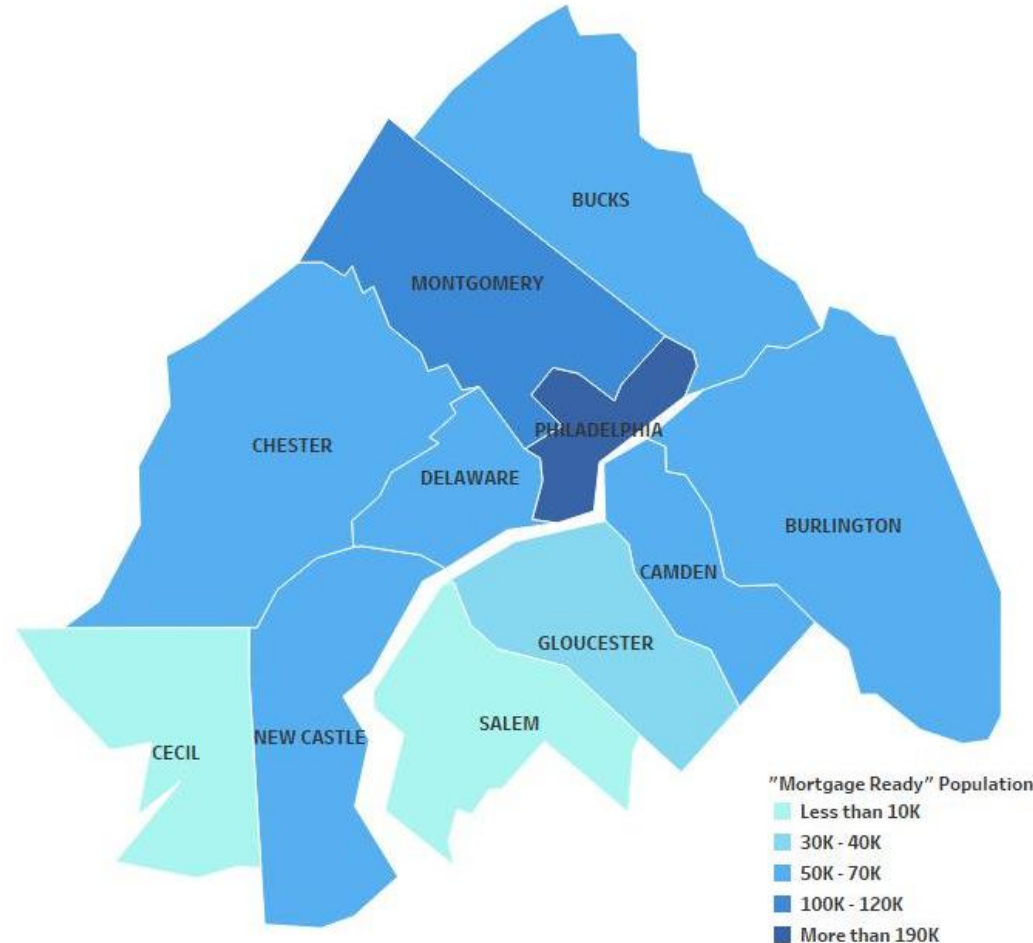 BUCKS
MONTGOMERY
PHILADELPHIA
CHESTER
DELAWARE
BURLINGTON
CAMDEN
GLOUCESTER
SALEM
NEW CASTLE
CECIL
"Mortgage Ready" Population
Less than 10K
30K - 40K
50K - 70K
100K - 120K
More than 190K